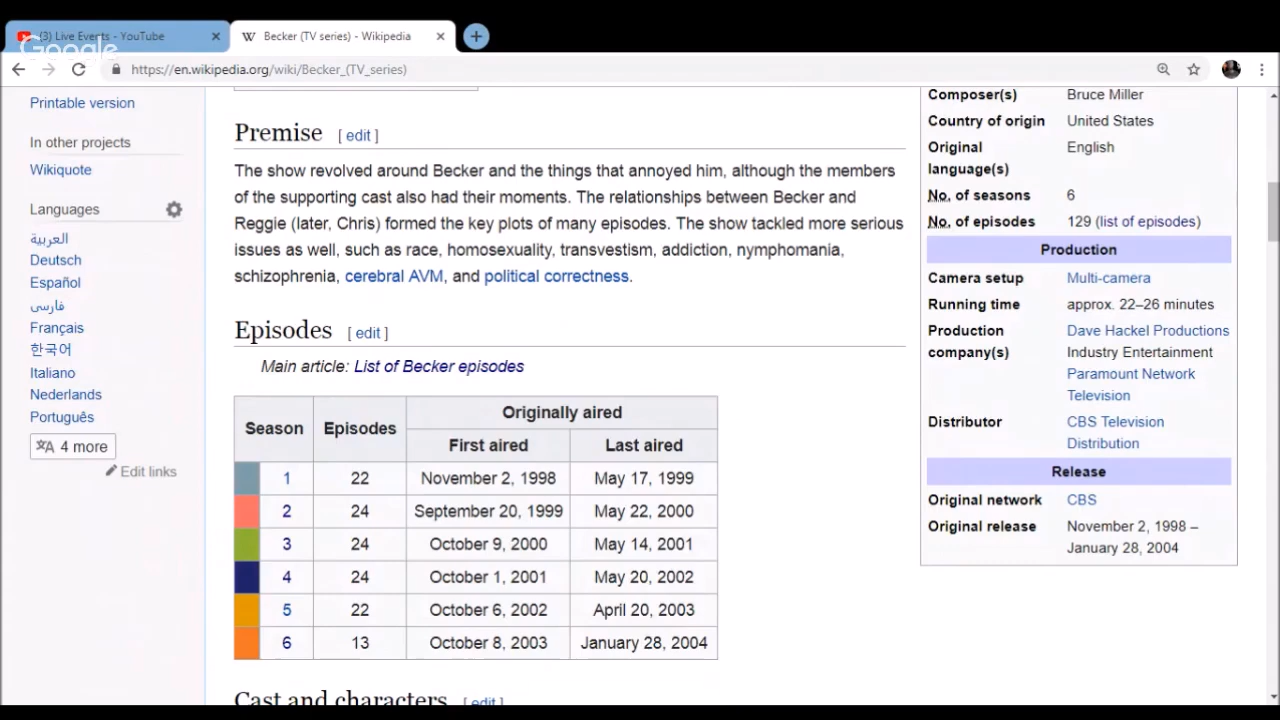 (3) Live Events - YouTube
Becker (TV series) - Wikipedia
Google
https://en.wikipedia.org/wiki/Becker_(TV_series)
Printable version
In other projects
Wikiquote
Languages
العربية
Deutsch
Español
فارسی
Français
한국어
Italiano
Nederlands
Português
4 more
Edit links
Premise [ edit ]
The show revolved around Becker and the things that annoyed him, although the members
of the supporting cast also had their moments. The relationships between Becker and
Reggie (later, Chris) formed the key plots of many episodes. The show tackled more serious
issues as well, such as race, homosexuality, transvestism, addiction, nymphomania,
schizophrenia, cerebral AVM, and political correctness.
Episodes [ edit ]
Main article: List of Becker episodes
Season Episodes Originally aired
First aired Last aired
1 22 November 2, 1998 May 17, 1999
2 24 September 20, 1999 May 22, 2000
3 24 October 9, 2000 May 14, 2001
4 24 October 1, 2001 May 20, 2002
5 22 October 6, 2002 April 20, 2003
6 13 October 8, 2003 January 28, 2004
Cast and characters [ edit ]
Composer(s) Bruce Miller
Country of origin United States
Original English
language(s)
No. of seasons 6
No. of episodes 129 (list of episodes)
Production
Camera setup Multi-camera
Running time approx. 22–26 minutes
Production Dave Hackel Productions
company(s) Industry Entertainment
Paramount Network
Television
Distributor CBS Television
Distribution
Release
Original network CBS
Original release November 2, 1998 –
January 28, 2004